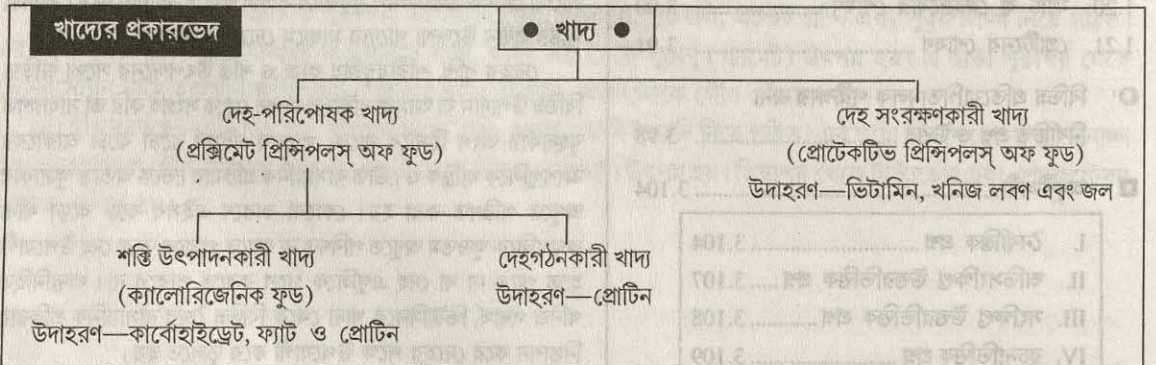 খাদ্যের প্রকারভেদ
● খাদ্য ●
দেহ-পরিপোষক খাদ্য
(প্রক্সিমেট প্রিন্সিপলস্ অফ ফুড)
দেহ সংরক্ষণকারী খাদ্য
(প্রোটেকটিভ প্রিন্সিপলস্ অফ ফুড)
উদাহরণ—ভিটামিন, খনিজ লবণ এবং জল
শক্তি উৎপাদনকারী খাদ্য
(ক্যালোরিজেনিক ফুড)
উদাহরণ—কার্বোহাইড্রেট, ফ্যাট ও প্রোটিন
দেহগঠনকারী খাদ্য
উদাহরণ—প্রোটিন